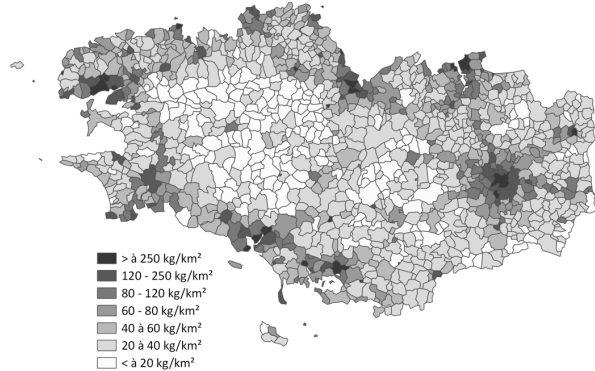 > à 250 kg/km²
120 - 250 kg/km²
80 - 120 kg/km²
60 - 80 kg/km²
40 à 60 kg/km²
20 à 40 kg/km²
< à 20 kg/km²